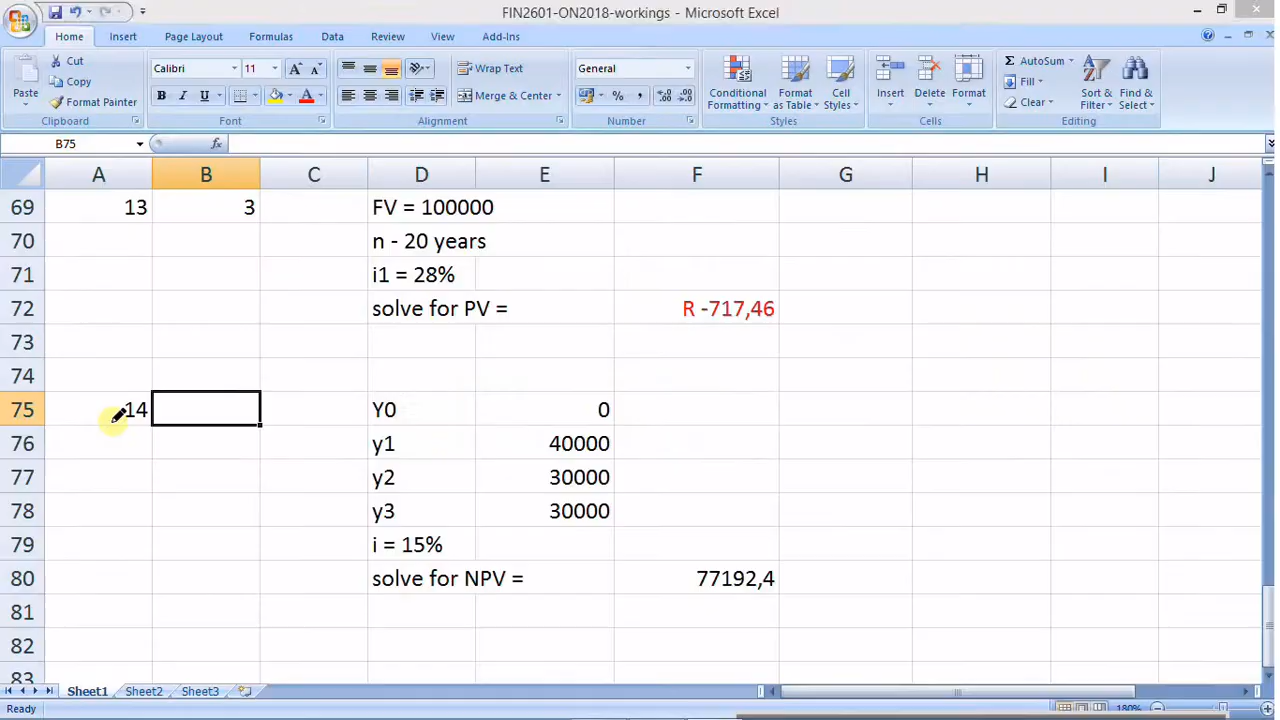 FIN2601-ON2018-workings - Microsoft Excel
Home Insert Page Layout Formulas Data Review View Add-Ins
Paste
Cut
Copy
Format Painter
Clipboard
Calibri 11
B I U
Font
Wrap Text
Merge & Center
Alignment
General
Number
Conditional Formatting
Format as Table
Cell Styles
Styles
Insert Delete Format
Cells
AutoSum
Fill
Clear
Sort & Filter
Find & Select
Editing
B75 fx
A B C D E F G H I J
69 13 3 FV = 100000
70 n - 20 years
71 i1 = 28%
72 solve for PV = R -717,46
73
74
75 14 Y0 0
76 y1 40000
77 y2 30000
78 y3 30000
79 i = 15%
80 solve for NPV = 77192,4
81
82
83
Sheet1 Sheet2 Sheet3
Ready 180%